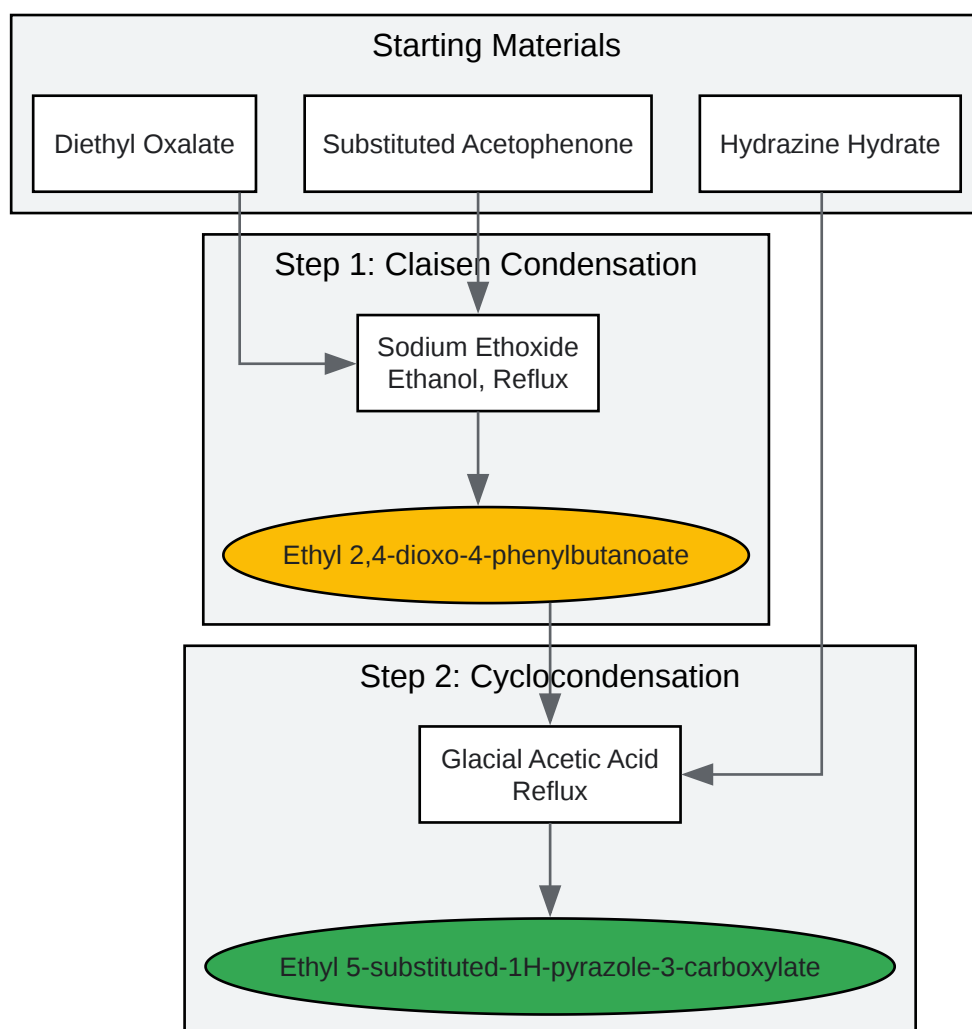 Starting Materials
Diethyl Oxalate
Substituted Acetophenone
Hydrazine Hydrate
Step 1: Claisen Condensation
Sodium Ethoxide
Ethanol, Reflux
Ethyl 2,4-dioxo-4-phenylbutanoate
Step 2: Cyclocondensation
Glacial Acetic Acid
Reflux
Ethyl 5-substituted-1H-pyrazole-3-carboxylate